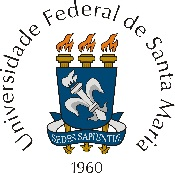 Universidade Federal de Santa Maria
SEDES SAPIENTIÆ
1960